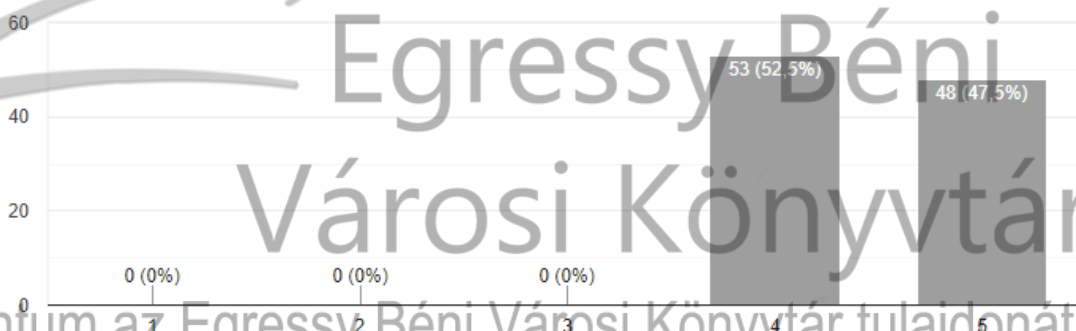 60
Egressy Béni
53 (52,5%)
48 (47,5%)
40
Városi Könyvtár
20
0 (0%) 0 (0%) 0 (0%)
0
az Egressy Béni Városi Könyvtár
1 2 3 4 5